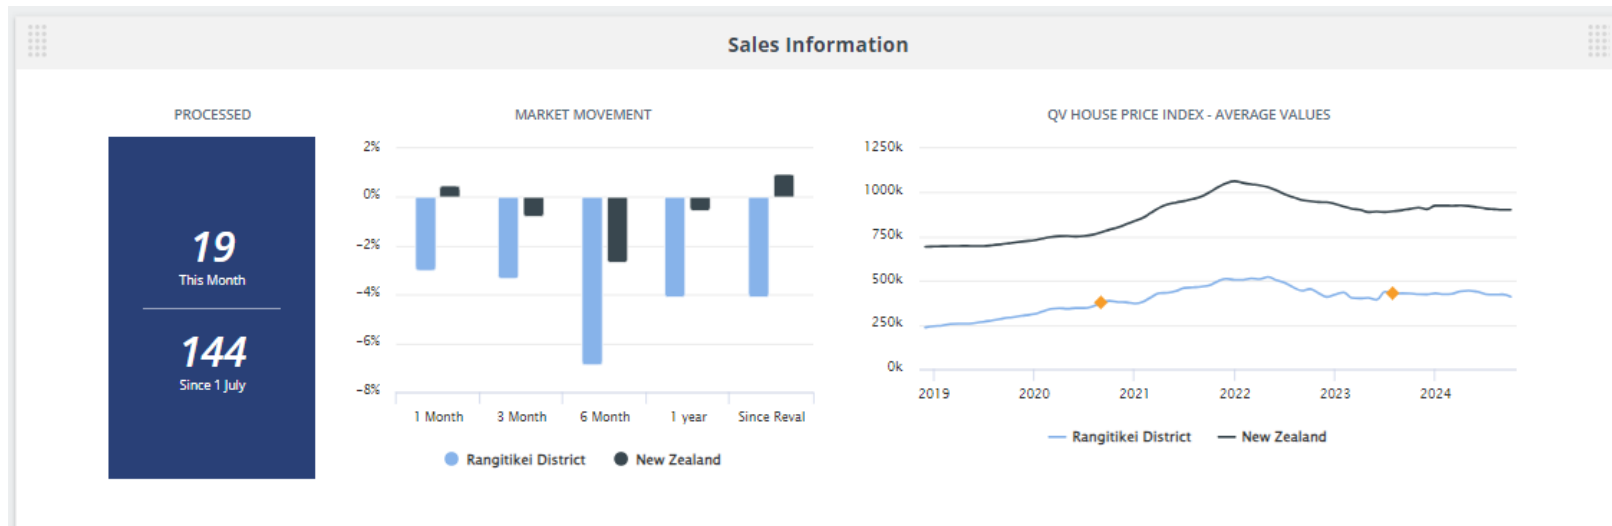 Sales Information
PROCESSED
19
This Month
144
Since 1 July
MARKET MOVEMENT
2%
0%
-2%
-4%
-6%
-8%
1 Month
3 Month
6 Month
1 year
Since Reval
Rangitikei District
New Zealand
QV HOUSE PRICE INDEX - AVERAGE VALUES
1250k
1000k
750k
500k
250k
0k
2019
2020
2021
2022
2023
2024
Rangitikei District
New Zealand